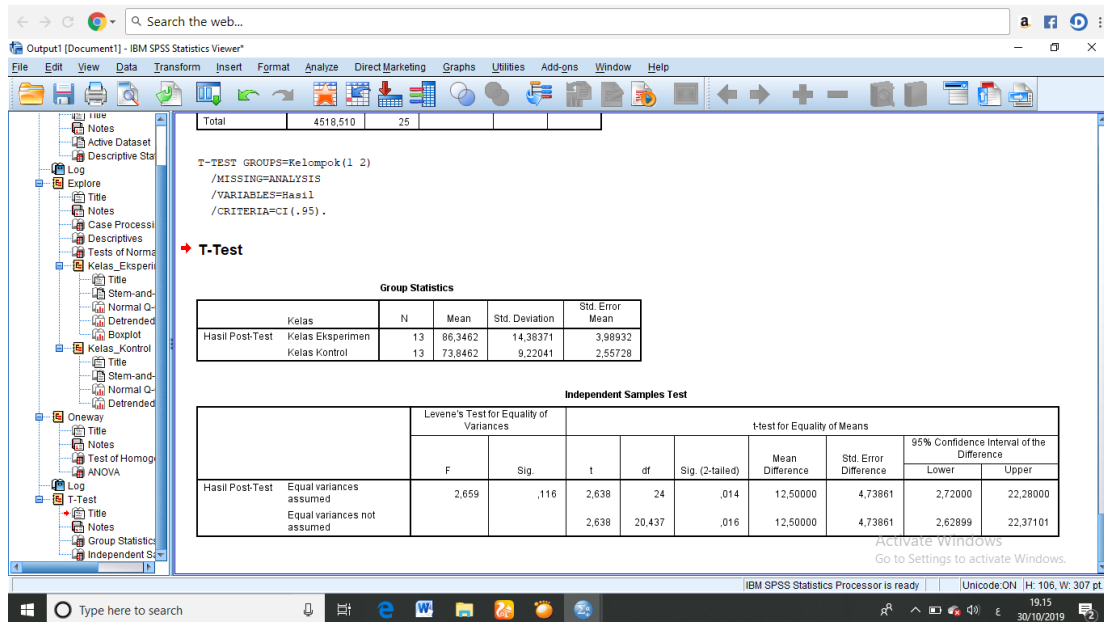 Search the web...
Output1 [Document1] - IBM SPSS Statistics Viewer*
File Edit View Data Transform Insert Format Analyze Direct Marketing Graphs Utilities Add-ons Window Help
Title
Notes
Active Dataset
Descriptive Stat
Log
Explore
Title
Notes
Case Processi
Descriptives
Tests of Norma
Kelas_Eksperi
Title
Stem-and-
Normal Q-
Detrended
Boxplot
Kelas_Kontrol
Title
Stem-and-
Normal Q-
Detrended
Oneway
Title
Notes
Test of Homog
ANOVA
Log
T-Test
Title
Notes
Group Statistics
Independent Sa
Total 4518,510 25
T-TEST GROUPS=Kelompok(1 2)
/MISSING=ANALYSIS
/VARIABLES=Hasil
/CRITERIA=CI(.95).
T-Test
Group Statistics
Kelas N Mean Std. Deviation Std. Error Mean
Hasil Post-Test Kelas Eksperimen 13 86,3462 14,38371 3,98932
Kelas Kontrol 13 73,8462 9,22041 2,55728
Independent Samples Test
Levene's Test for Equality of Variances t-test for Equality of Means
95% Confidence Interval of the Difference
F Sig. t df Sig. (2-tailed) Mean Difference Std. Error Difference Lower Upper
Hasil Post-Test Equal variances assumed 2,659 ,116 2,638 24 ,014 12,50000 4,73861 2,72000 22,28000
Equal variances not assumed 2,638 20,437 ,016 12,50000 4,73861 2,62899 22,37101
Activate Windows
Go to Settings to activate Windows.
IBM SPSS Statistics Processor is ready Unicode:ON H: 106, W: 307 pt.
Type here to search
19.15
30/10/2019